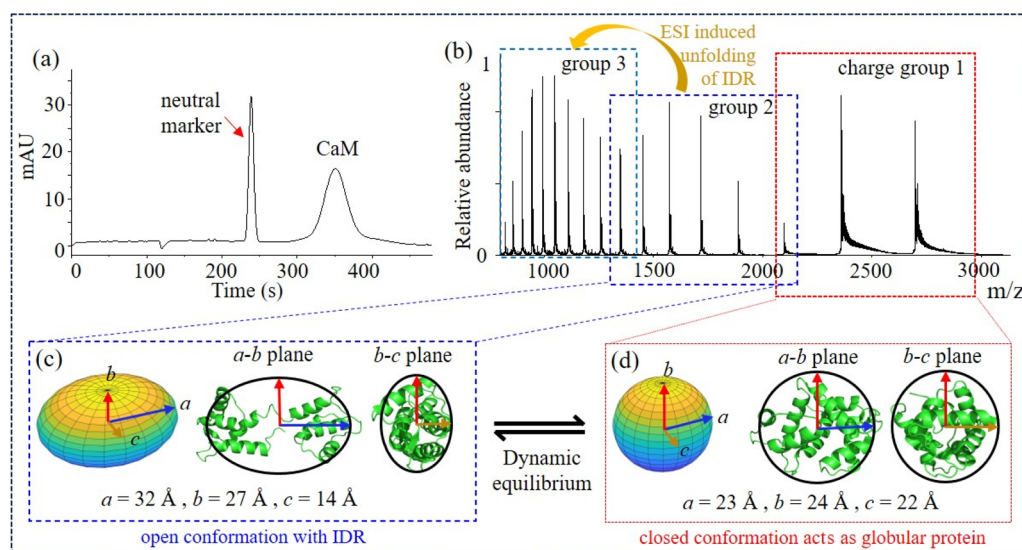 (a)
mAU
30
20
10
0
neutral
marker
CaM
0
100
200
300
400
Time (s)
(b)
Relative abundance
1
0
ESI induced
unfolding
of IDR
group 3
group 2
charge group 1
1000
1500
2000
2500
3000
m/z
(c)
b
a
c
a-b plane
b-c plane
a = 32 Å , b = 27 Å , c = 14 Å
open conformation with IDR
Dynamic
equilibrium
(d)
b
a
c
a-b plane
b-c plane
a = 23 Å , b = 24 Å , c = 22 Å
closed conformation acts as globular protein